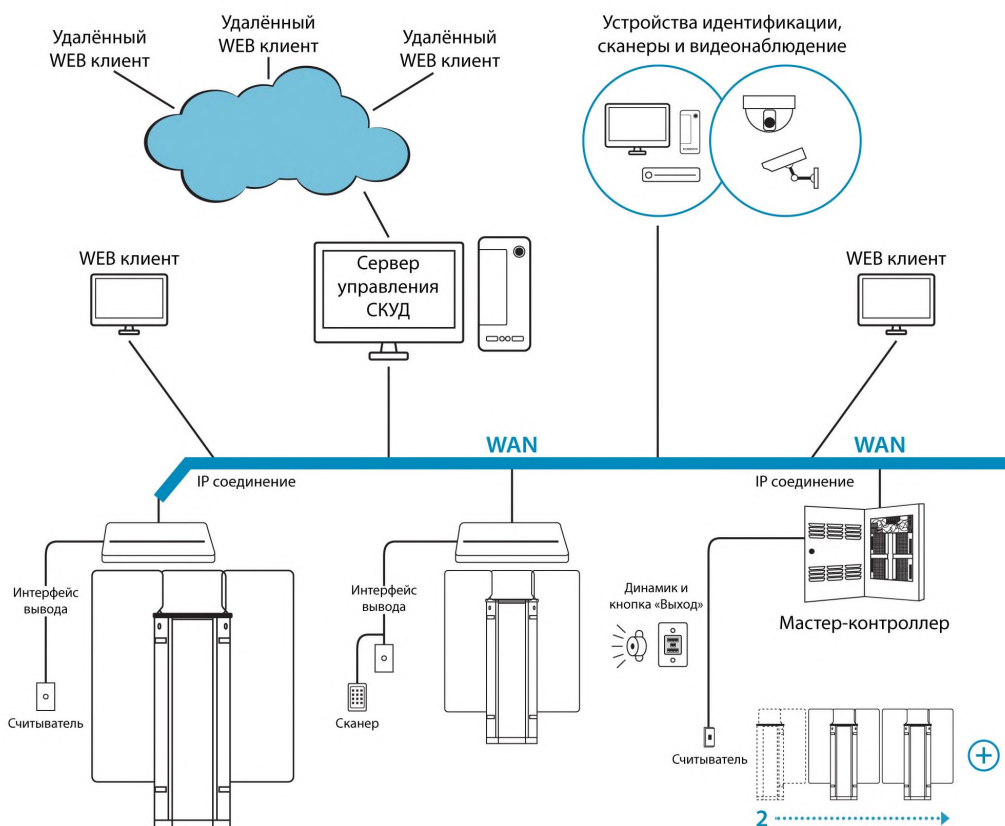 Удалённый
WEB клиент
Удалённый
WEB клиент
Удалённый
WEB клиент
Устройства идентификации,
сканеры и видеонаблюдение
WEB клиент
Сервер
управления
СКУД
WEB клиент
WAN
WAN
IP соединение
IP соединение
Интерфейс
вывода
Интерфейс
вывода
Динамик и
кнопка «Выход»
Мастер-контроллер
Считыватель
Сканер
Считыватель
2